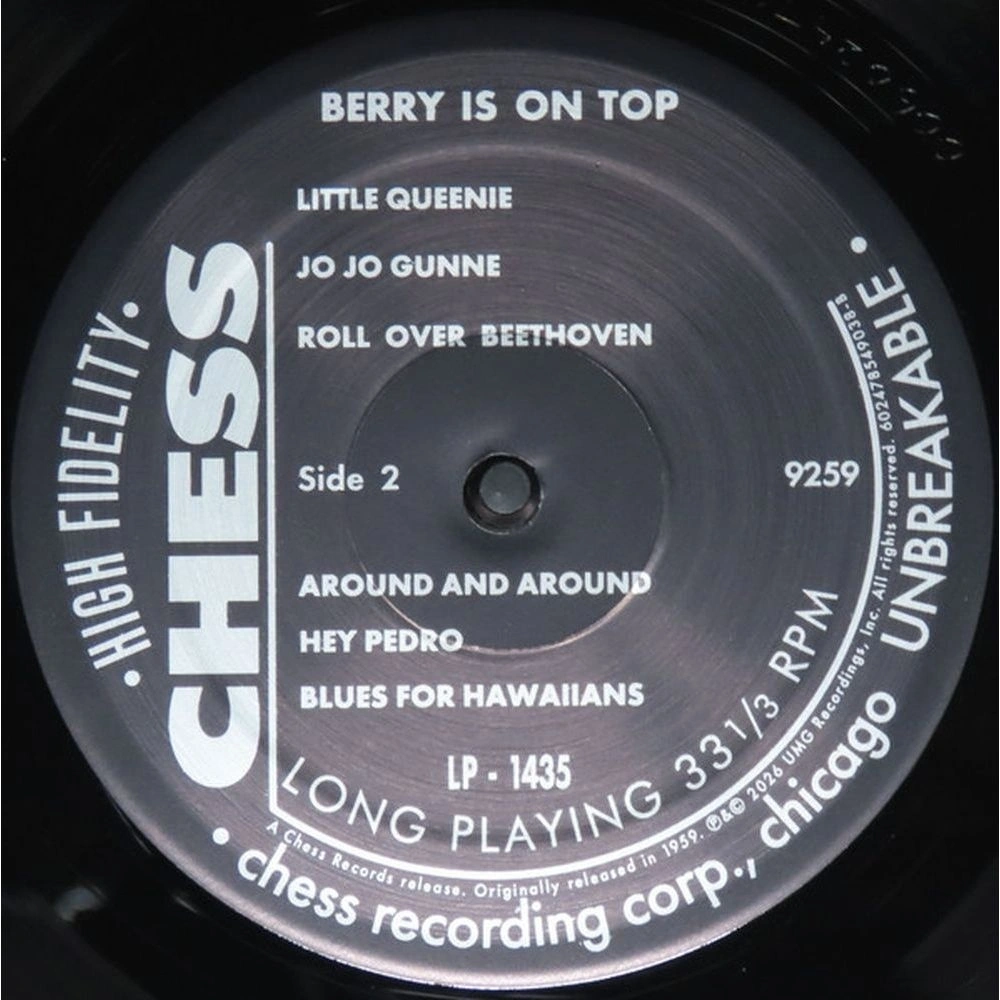 BERRY IS ON TOP
LITTLE QUEENIE
JO JO GUNNE
ROLL OVER BEETHOVEN
Side 2
9259
AROUND AND AROUND
HEY PEDRO
BLUES FOR HAWAIIANS
LP - 1435
LONG PLAYING 33 1/3 RPM
CHESS
• HIGH FIDELITY •
A Chess Records release. Originally released in 1959. ℗&© 2026 UMG Recordings, Inc. All rights reserved. 602478549038-B
• chess recording corp., chicago
UNBREAKABLE •